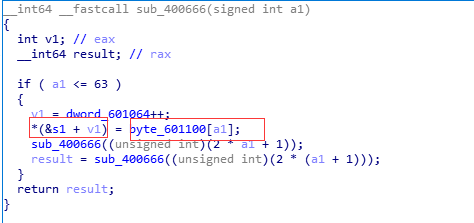 __int64 __fastcall sub_400666(signed int a1)
{
  int v1; // eax
  __int64 result; // rax

  if ( a1 <= 63 )
  {
    v1 = dword_601064++;
    *(&s1 + v1) = byte_601100[a1];
    sub_400666((unsigned int)(2 * a1 + 1));
    result = sub_400666((unsigned int)(2 * (a1 + 1)));
  }
  return result;
}